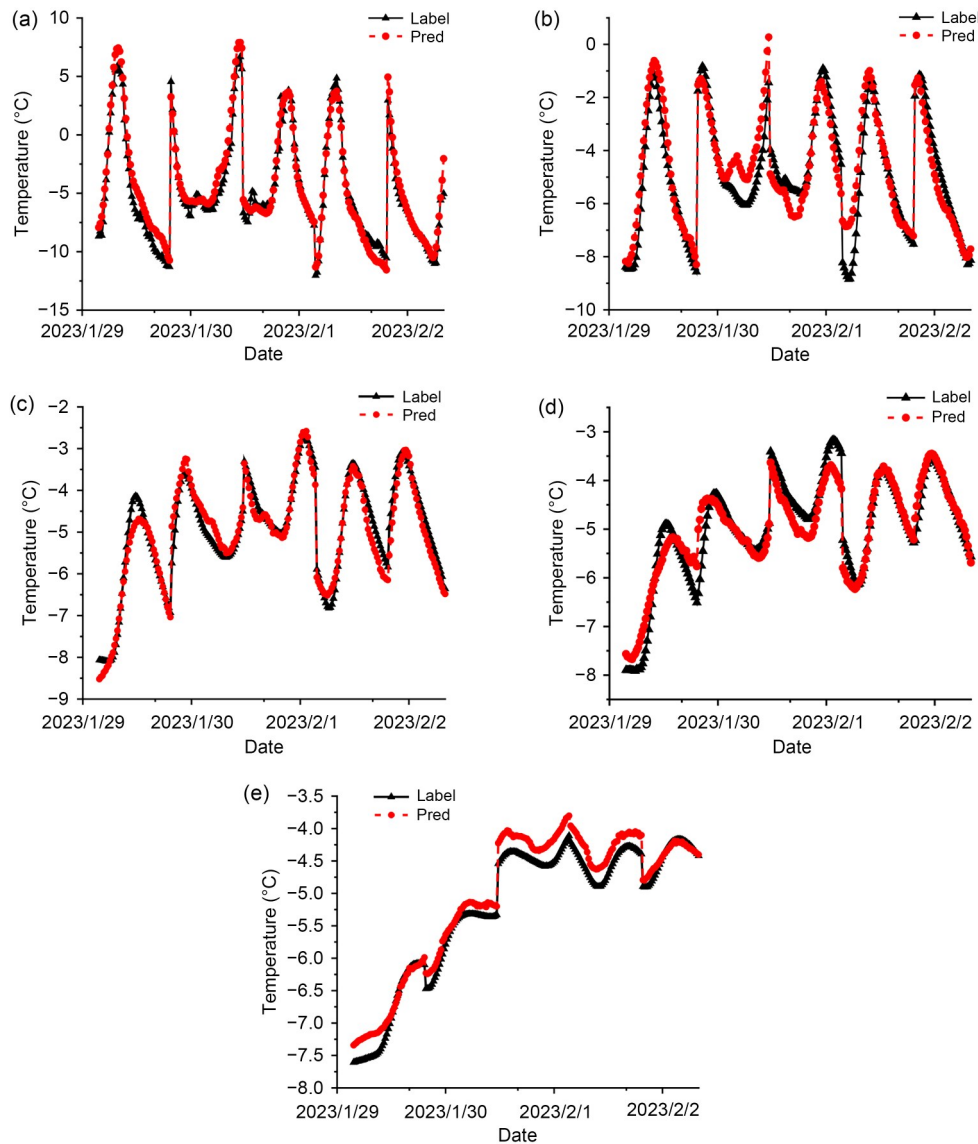 (a)
Label
Pred
10
5
0
−5
−10
−15
Temperature (°C)
2023/1/29 2023/1/30 2023/2/1 2023/2/2
Date
(b)
Label
Pred
0
−2
−4
−6
−8
−10
Temperature (°C)
2023/1/29 2023/1/30 2023/2/1 2023/2/2
Date
(c)
Label
Pred
−2
−3
−4
−5
−6
−7
−8
−9
Temperature (°C)
2023/1/29 2023/1/30 2023/2/1 2023/2/2
Date
(d)
Label
Pred
−3
−4
−5
−6
−7
−8
Temperature (°C)
2023/1/29 2023/1/30 2023/2/1 2023/2/2
Date
(e)
Label
Pred
−3.5
−4.0
−4.5
−5.0
−5.5
−6.0
−6.5
−7.0
−7.5
−8.0
Temperature (°C)
2023/1/29 2023/1/30 2023/2/1 2023/2/2
Date